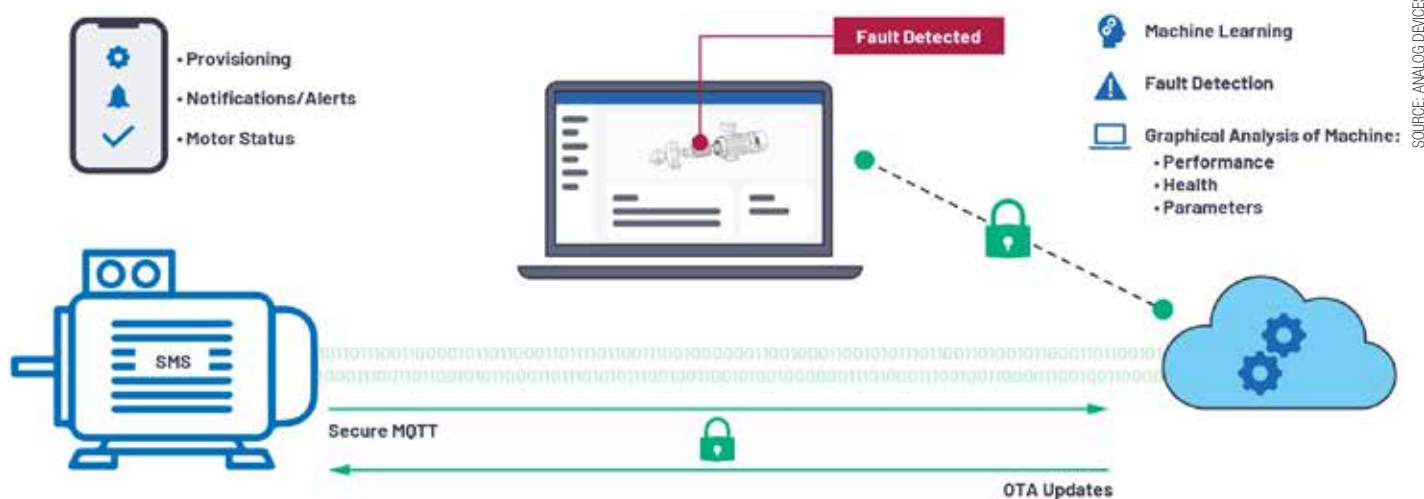 • Provisioning
• Notifications/Alerts
• Motor Status
Fault Detected
Machine Learning
Fault Detection
Graphical Analysis of Machine:
• Performance
• Health
• Parameters
SOURCE: ANALOG DEVICES
SMS
Secure MQTT
OTA Updates